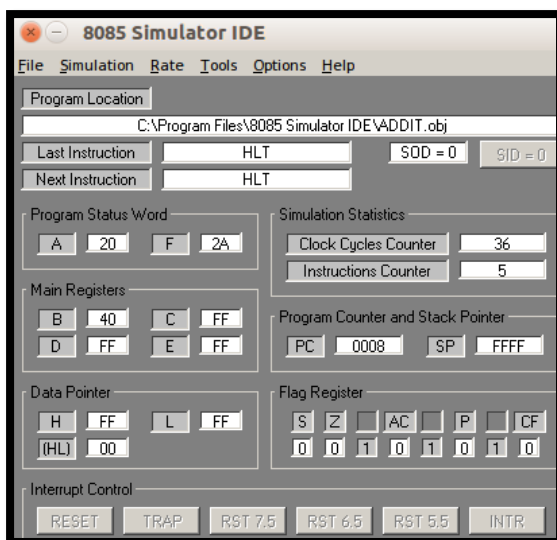 8085 Simulator IDE
File Simulation Rate Tools Options Help
Program Location
C:\Program Files\8085 Simulator IDE\ADDIT.obj
Last Instruction HLT SOD = 0 SID = 0
Next Instruction HLT
Program Status Word
A 20 F 2A
Simulation Statistics
Clock Cycles Counter 36
Instructions Counter 5
Main Registers
B 40 C FF
D FF E FF
Program Counter and Stack Pointer
PC 0008 SP FFFF
Data Pointer
H FF L FF
(HL) 00
Flag Register
S Z AC P CF
0 0 1 0 1 0 1 0
Interrupt Control
RESET TRAP RST 7.5 RST 6.5 RST 5.5 INTR